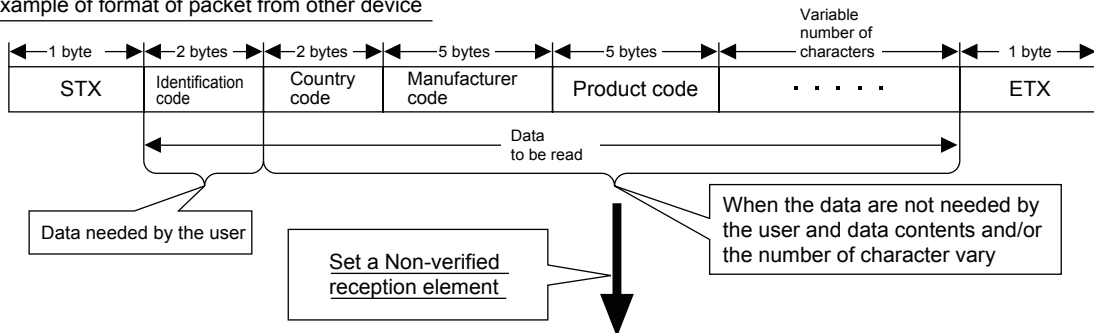 xample of format of packet from other device
Variable
number of
characters
1 byte 2 bytes 2 bytes 5 bytes 5 bytes 1 byte
STX Identification
code Country
code Manufacturer
code Product code . . . . . ETX
Data
to be read
Data needed by the user
When the data are not needed by
the user and data contents and/or
the number of character vary
Set a Non-verified
reception element